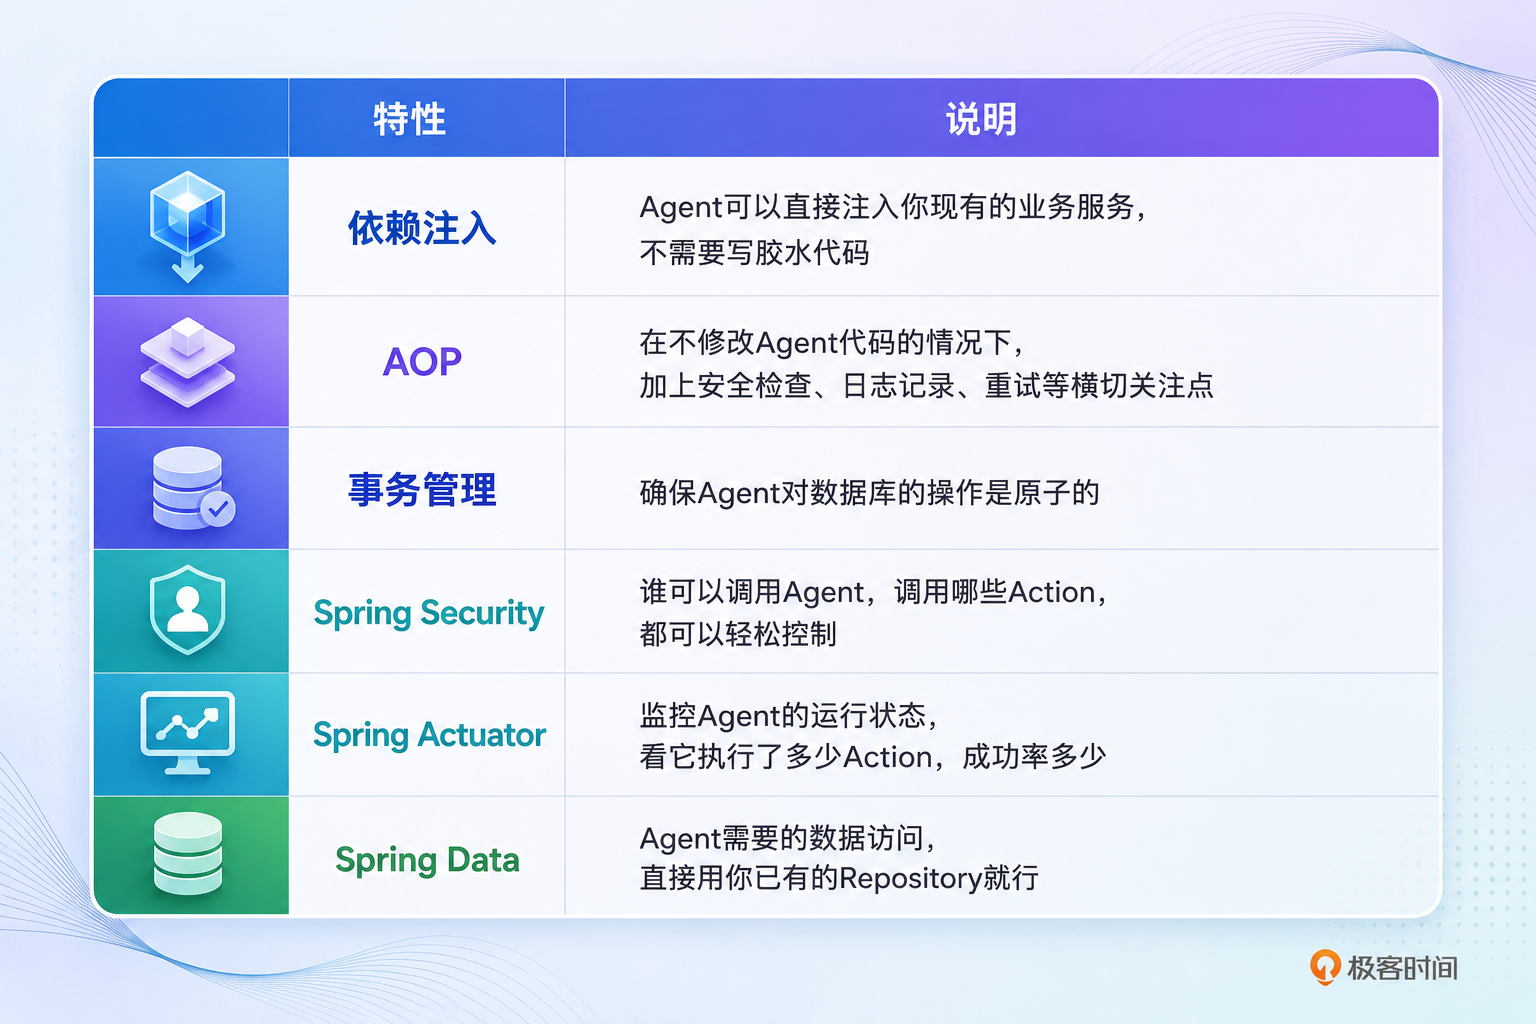 特性
说明
依赖注入
Agent可以直接注入你现有的业务服务，
不需要写胶水代码
AOP
在不修改Agent代码的情况下，
加上安全检查、日志记录、重试等横切关注点
事务管理
确保Agent对数据库的操作是原子的
Spring Security
谁可以调用Agent，调用哪些Action，
都可以轻松控制
Spring Actuator
监控Agent的运行状态，
看它执行了多少Action，成功率多少
Spring Data
Agent需要的数据访问，
直接用你已有的Repository就行
极客时间